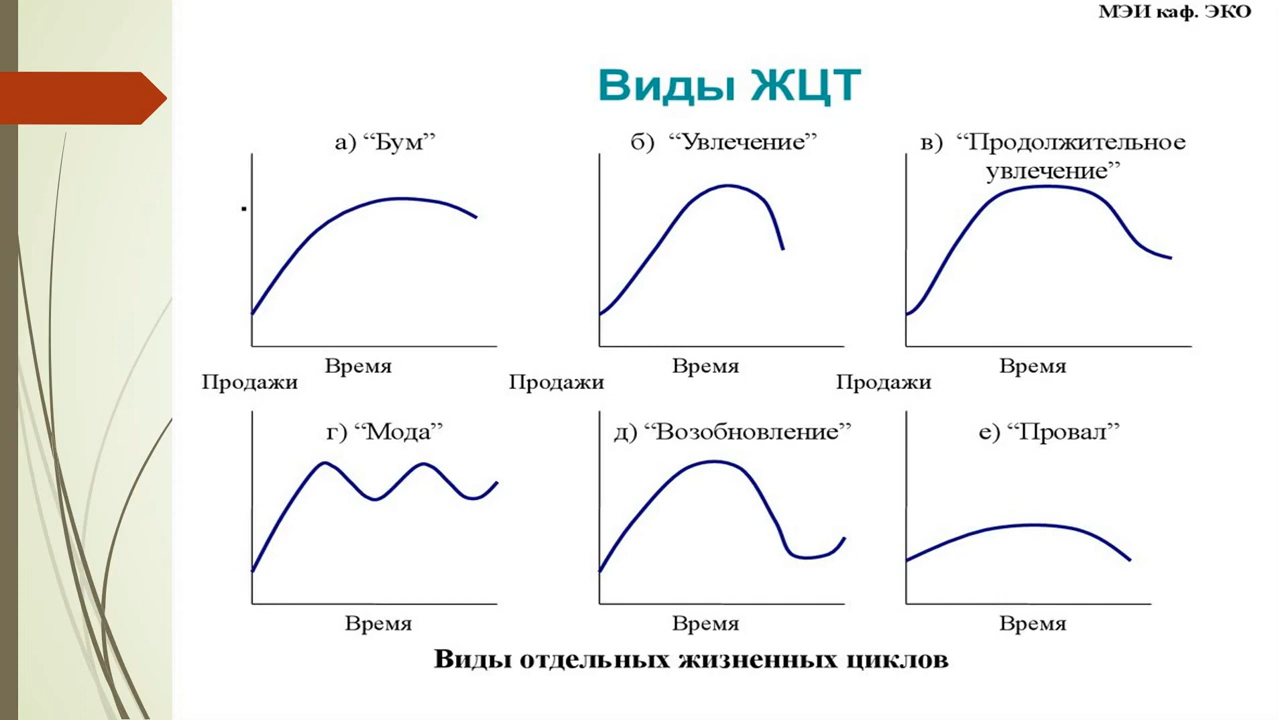 МЭИ каф. ЭКО
Виды ЖЦТ
а) “Бум”
б) “Увлечение”
в) “Продолжительное
увлечение”
Время
Время
Время
Продажи
Продажи
Продажи
г) “Мода”
д) “Возобновление”
е) “Провал”
Время
Время
Время
Виды отдельных жизненных циклов